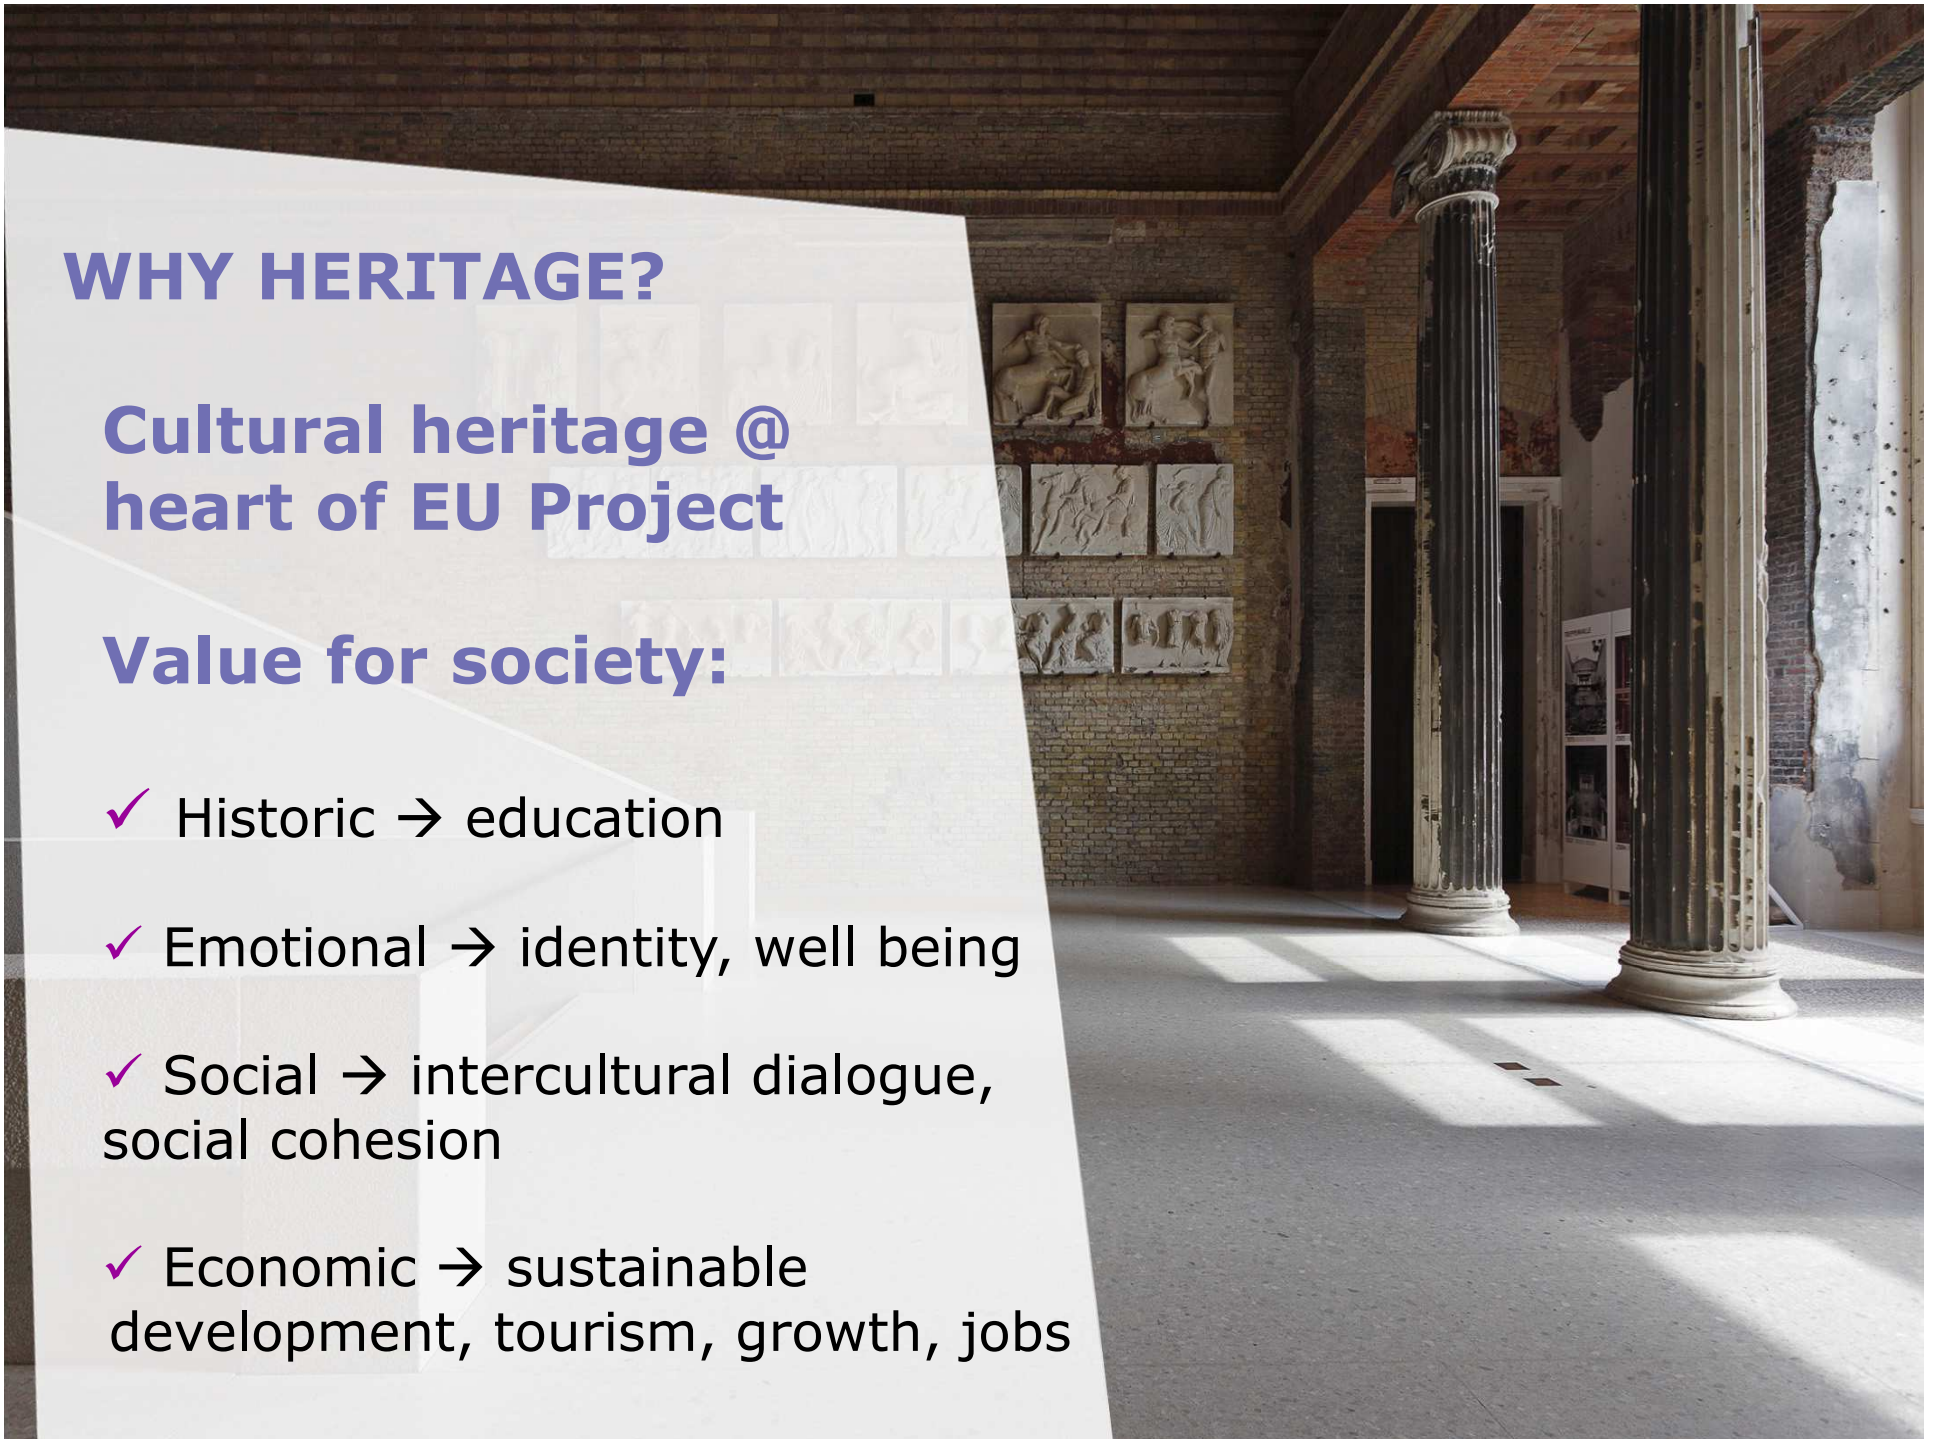 WHY HERITAGE?
Cultural heritage @
heart of EU Project
Value for society:
✓ Historic → education
✓ Emotional → identity, well being
✓ Social → intercultural dialogue,
social cohesion
✓ Economic → sustainable
development, tourism, growth, jobs